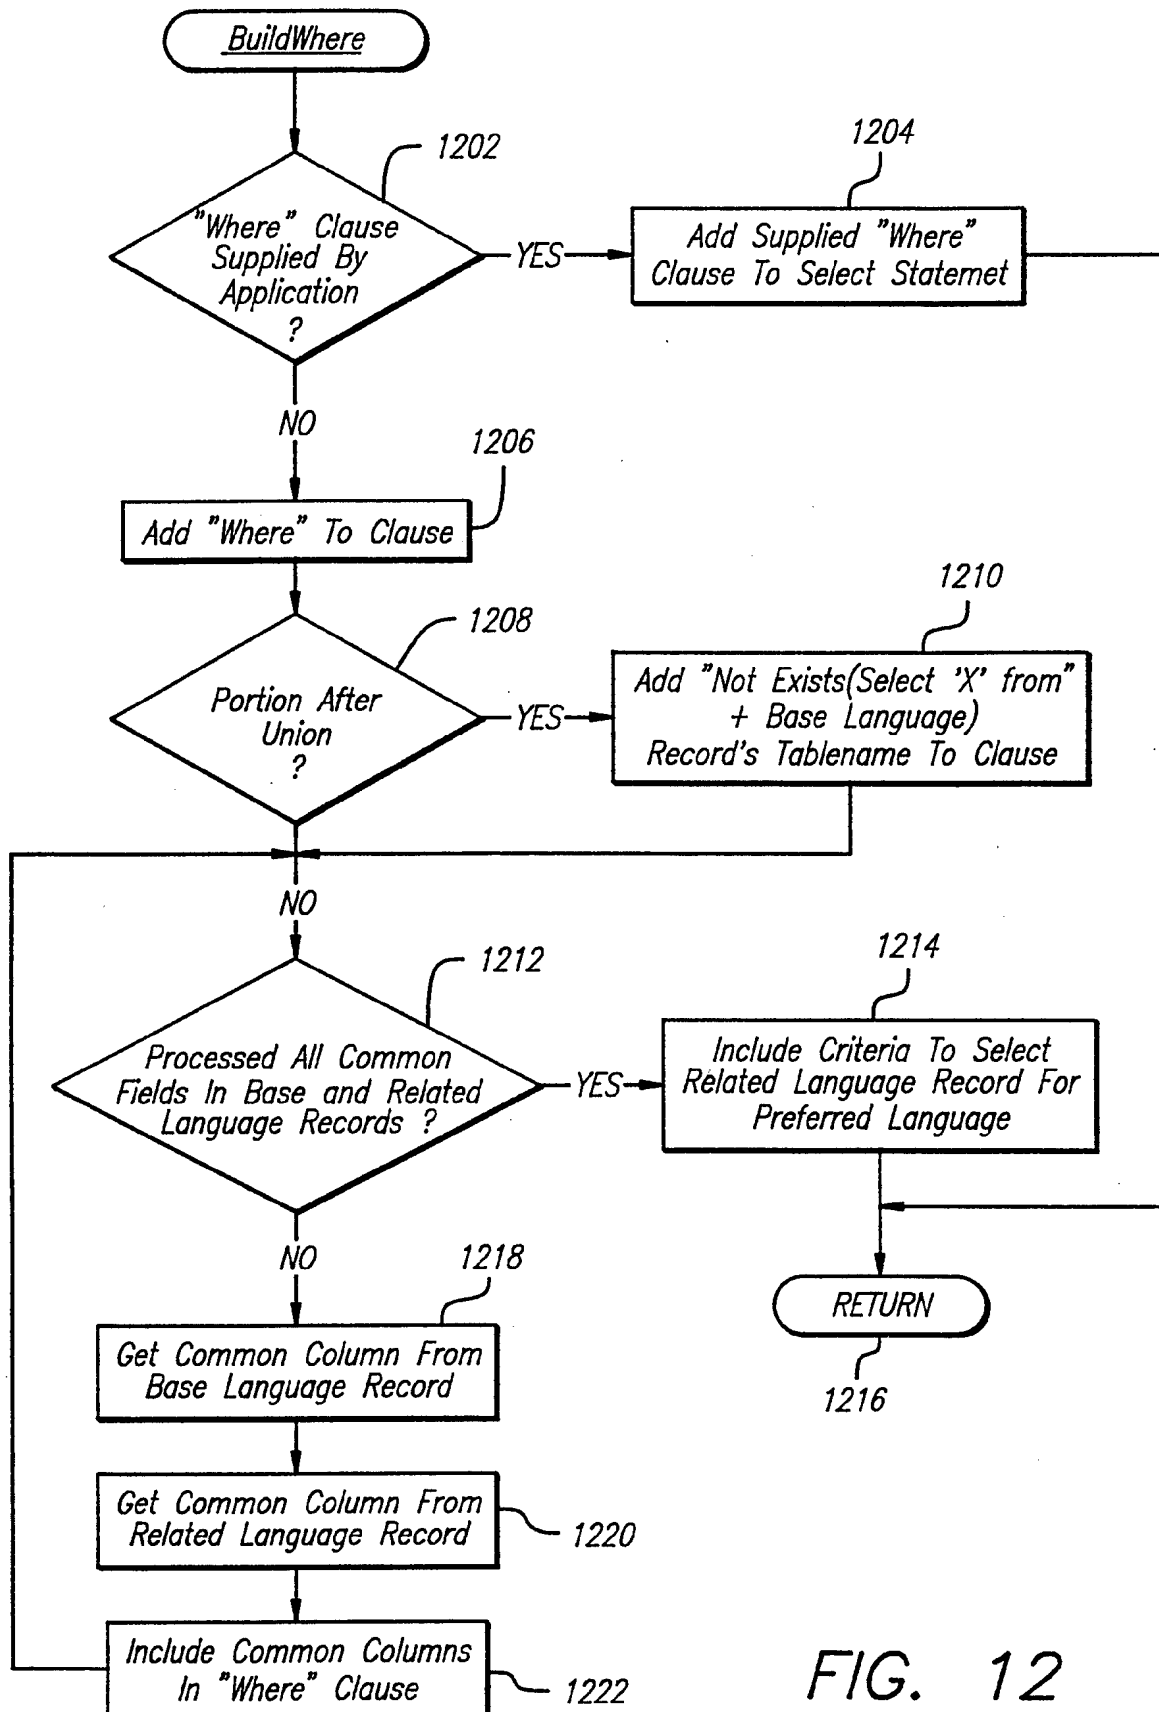 BuildWhere
1202
"Where" Clause
Supplied By
Application
?
YES
1204
Add Supplied "Where"
Clause To Select Statemet
NO
1206
Add "Where" To Clause
1208
Portion After
Union
?
YES
1210
Add "Not Exists(Select 'X' from"
+ Base Language)
Record's Tablename To Clause
NO
1212
Processed All Common
Fields In Base and Related
Language Records ?
YES
1214
Include Criteria To Select
Related Language Record For
Preferred Language
NO
RETURN
1216
1218
Get Common Column From
Base Language Record
Get Common Column From
Related Language Record
1220
Include Common Columns
In "Where" Clause
1222
FIG. 12